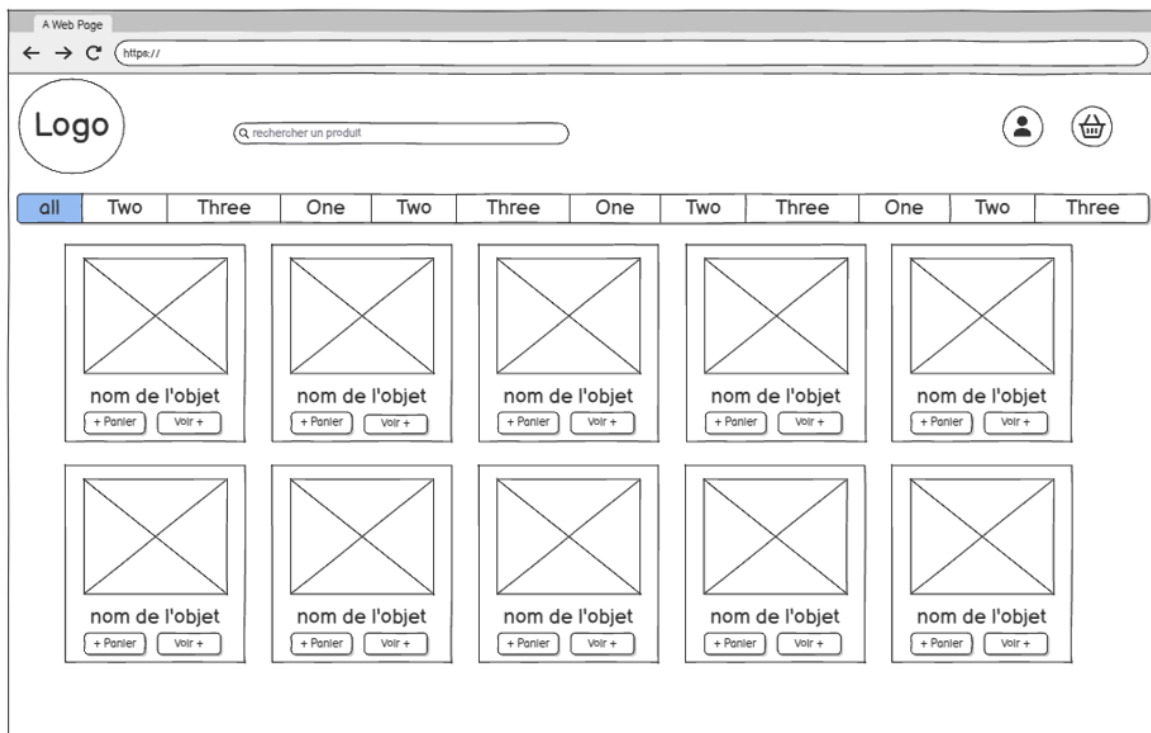 A Web Page
https://
Logo
rechercher un produit
all Two Three One Two Three One Two Three One Two Three
nom de l'objet nom de l'objet nom de l'objet nom de l'objet nom de l'objet
+ Panier Voir + + Panier Voir + + Panier Voir + + Panier Voir + + Panier Voir +
nom de l'objet nom de l'objet nom de l'objet nom de l'objet nom de l'objet
+ Panier Voir + + Panier Voir + + Panier Voir + + Panier Voir + + Panier Voir +